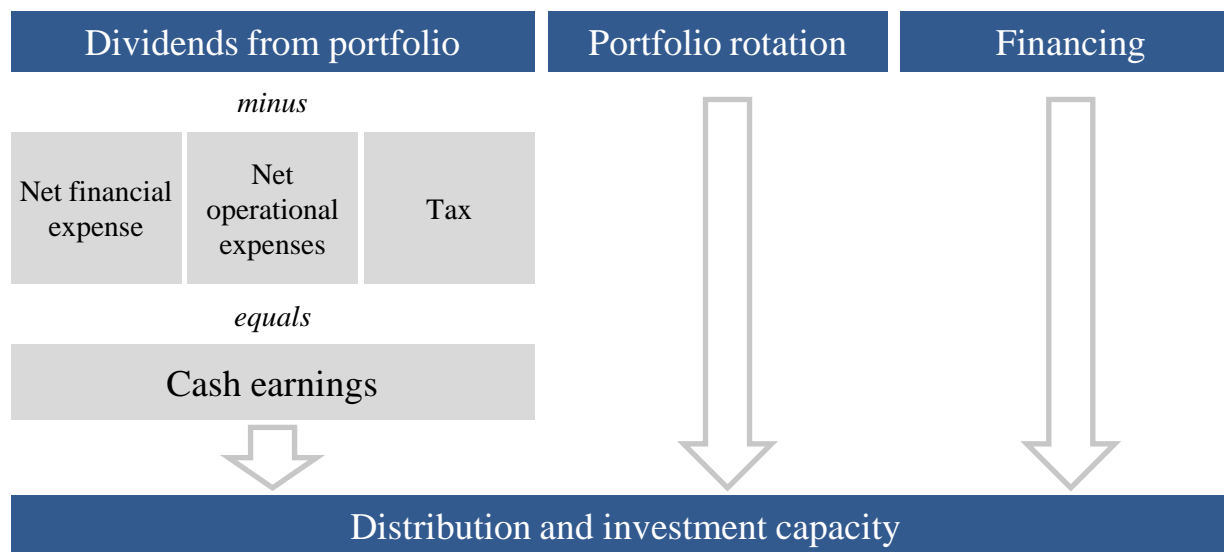 Dividends from portfolio
Portfolio rotation
Financing
minus
Net financial
expense
Net
operational
expenses
Tax
equals
Cash earnings
Distribution and investment capacity